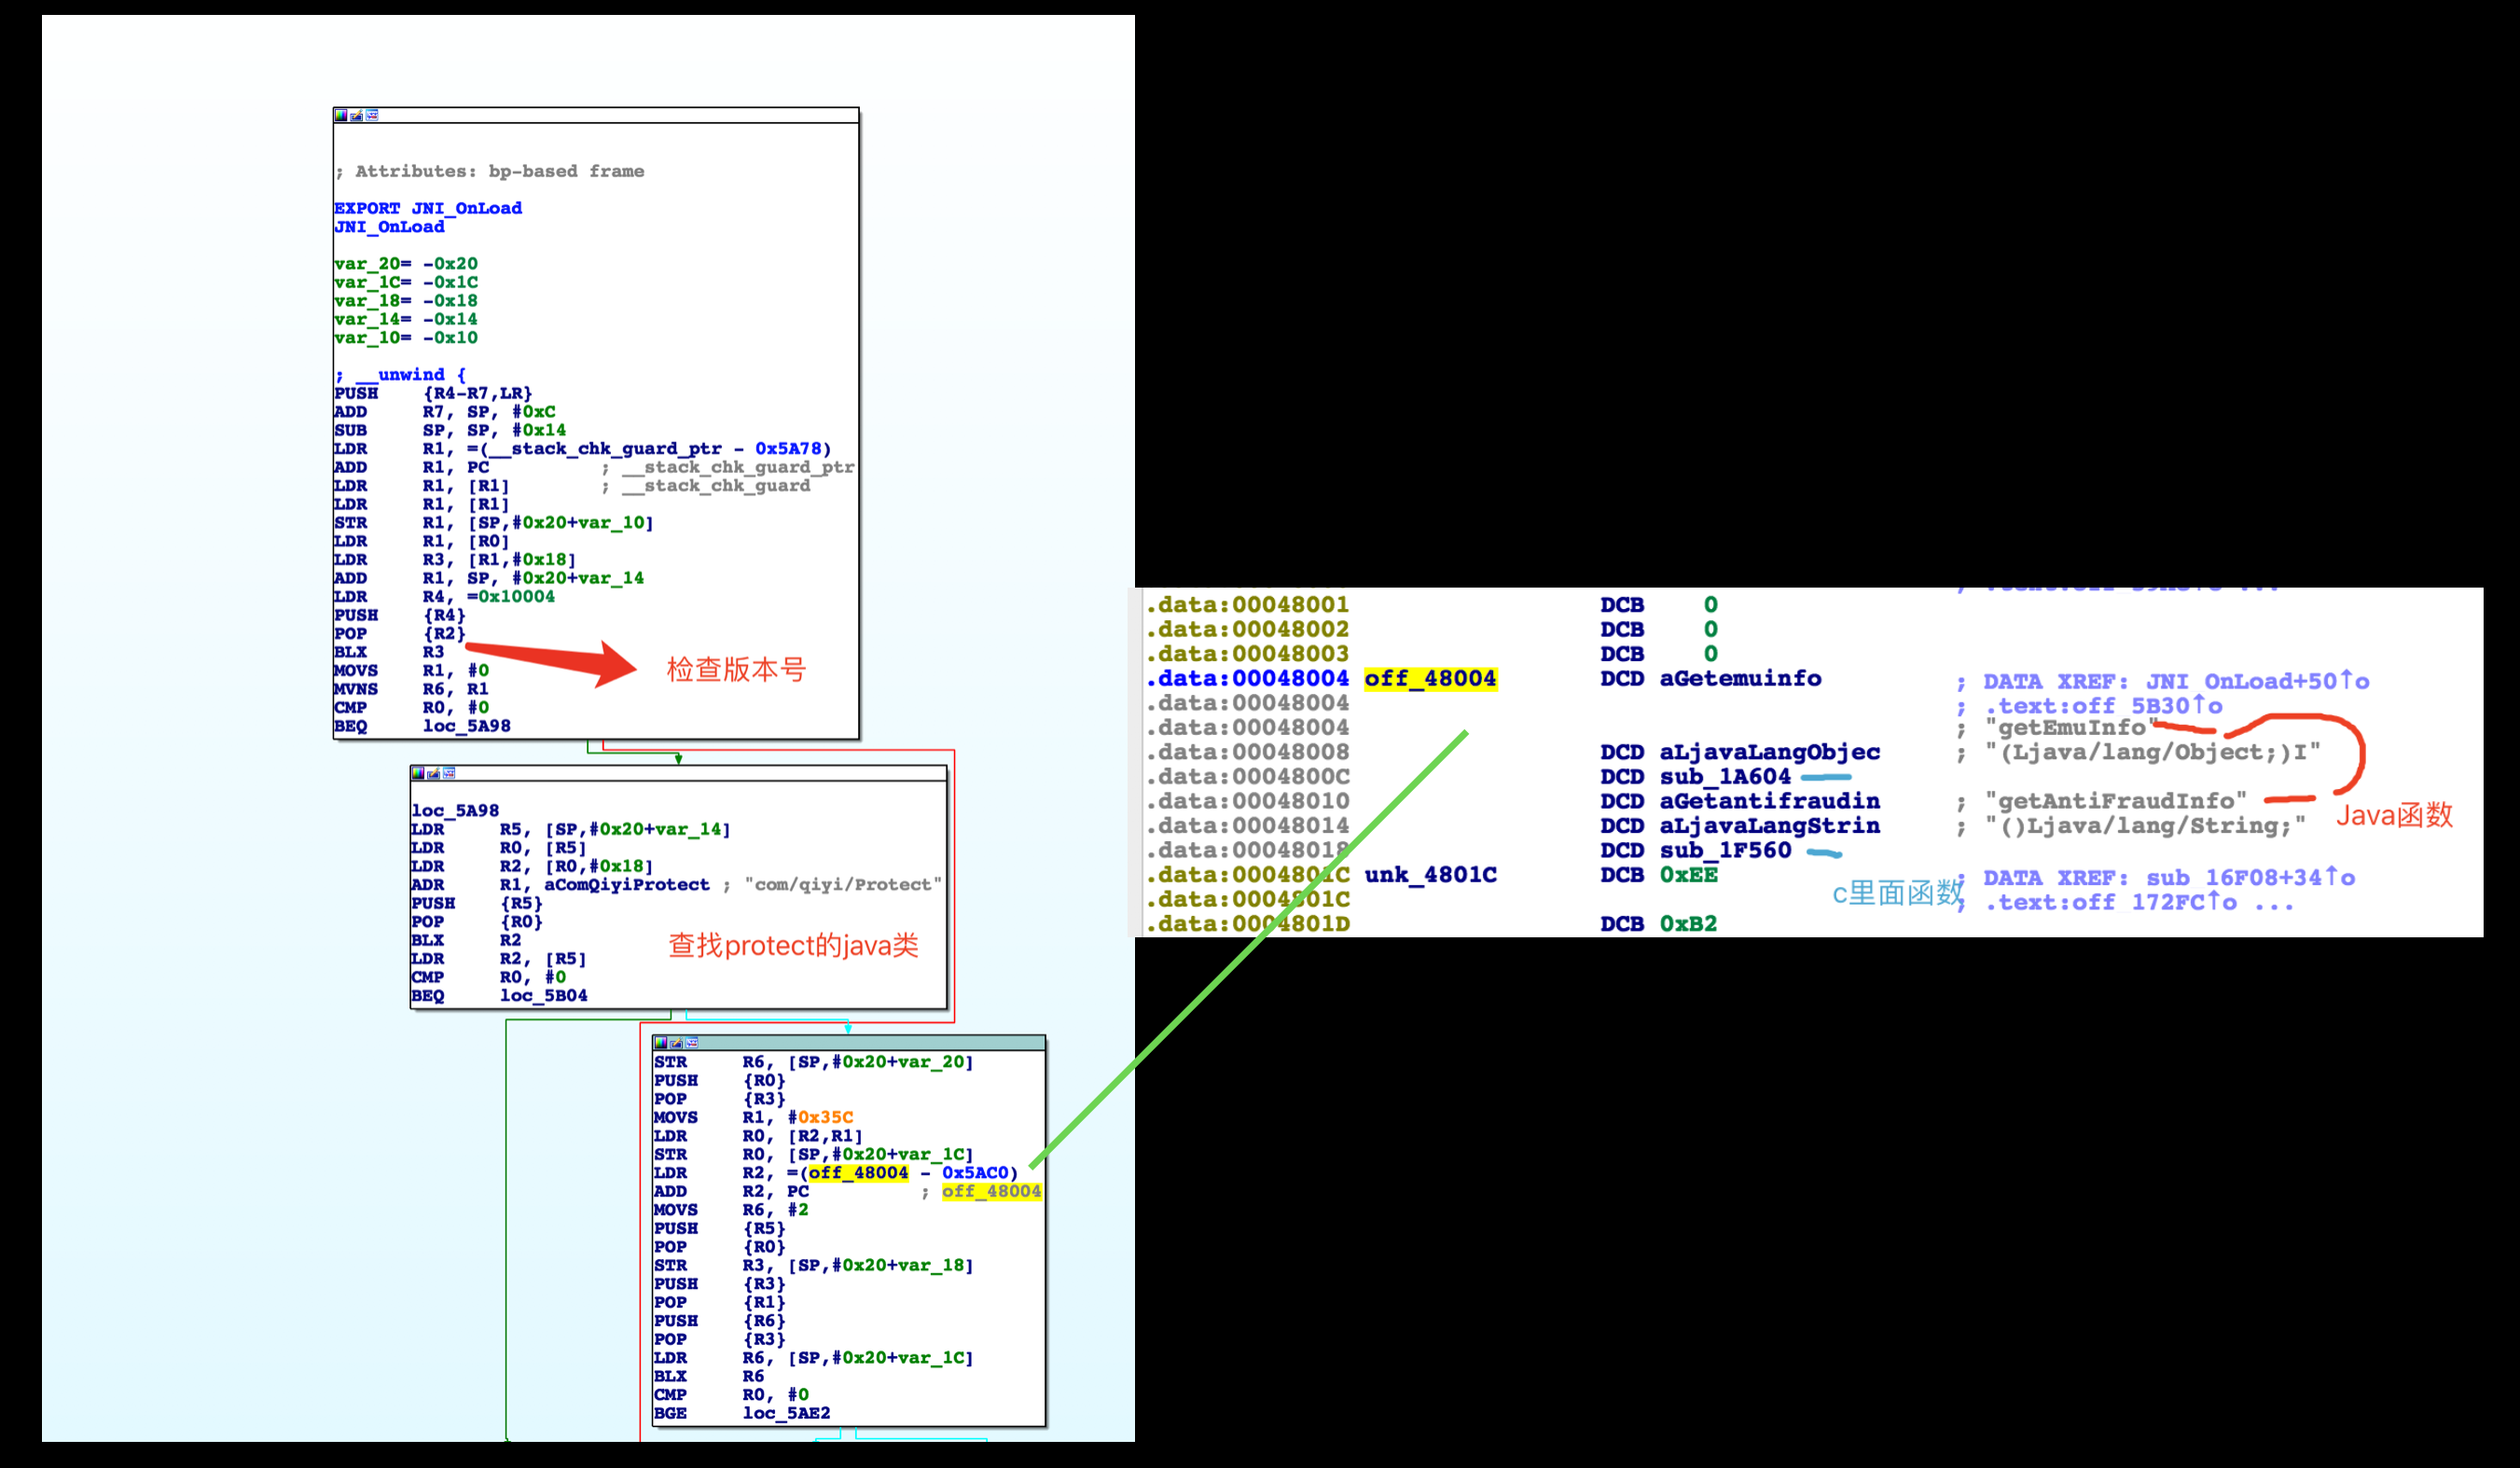 ; Attributes: bp-based frame
EXPORT JNI_OnLoad
JNI_OnLoad
var_20= -0x20
var_1C= -0x1C
var_18= -0x18
var_14= -0x14
var_10= -0x10
; __unwind {
PUSH {R4-R7,LR}
ADD R7, SP, #0xC
SUB SP, SP, #0x14
LDR R1, =(__stack_chk_guard_ptr - 0x5A78)
ADD R1, PC ; __stack_chk_guard_ptr
LDR R1, [R1] ; __stack_chk_guard
LDR R1, [R1]
STR R1, [SP,#0x20+var_10]
LDR R1, [R0]
LDR R3, [R1,#0x18]
ADD R1, SP, #0x20+var_14
LDR R4, =0x10004
PUSH {R4}
POP {R2}
BLX R3
检查版本号
MOVS R1, #0
MVNS R6, R1
CMP R0, #0
BEQ loc_5A98
loc_5A98
LDR R5, [SP,#0x20+var_14]
LDR R0, [R5]
LDR R2, [R0,#0x18]
ADR R1, aComQiyiProtect ; "com/qiyi/Protect"
PUSH {R5}
POP {R0}
BLX R2
查找protect的java类
LDR R2, [R5]
CMP R0, #0
BEQ loc_5B04
STR R6, [SP,#0x20+var_20]
PUSH {R0}
POP {R3}
MOVS R1, #0x35C
LDR R0, [R2,R1]
STR R0, [SP,#0x20+var_1C]
LDR R2, =(off_48004 - 0x5AC0)
ADD R2, PC ; off_48004
MOVS R6, #2
PUSH {R5}
POP {R0}
STR R3, [SP,#0x20+var_18]
PUSH {R3}
POP {R1}
PUSH {R6}
POP {R3}
LDR R6, [SP,#0x20+var_1C]
BLX R6
CMP R0, #0
BGE loc_5AE2
.data:00048001 DCB 0
.data:00048002 DCB 0
.data:00048003 DCB 0
.data:00048004 off_48004 DCD aGetemuinfo ; DATA XREF: JNI_OnLoad+50↑o
.data:00048004 ; .text:off_5B30↑o
.data:00048004 ; "getEmuInfo"
.data:00048008 DCD aLjavaLangObjec ; "(Ljava/lang/Object;)I"
.data:0004800C DCD sub_1A604
.data:00048010 DCD aGetantifraudin ; "getAntiFraudInfo"
Java函数
.data:00048014 DCD aLjavaLangStrin ; "()Ljava/lang/String;"
.data:00048018 DCD sub_1F560
.data:0004801C unk_4801C DCB 0xEE ; DATA XREF: sub_16F08+34↑o
c里面函数
.data:0004801C ; .text:off_172FC↑o ...
.data:0004801D DCB 0xB2